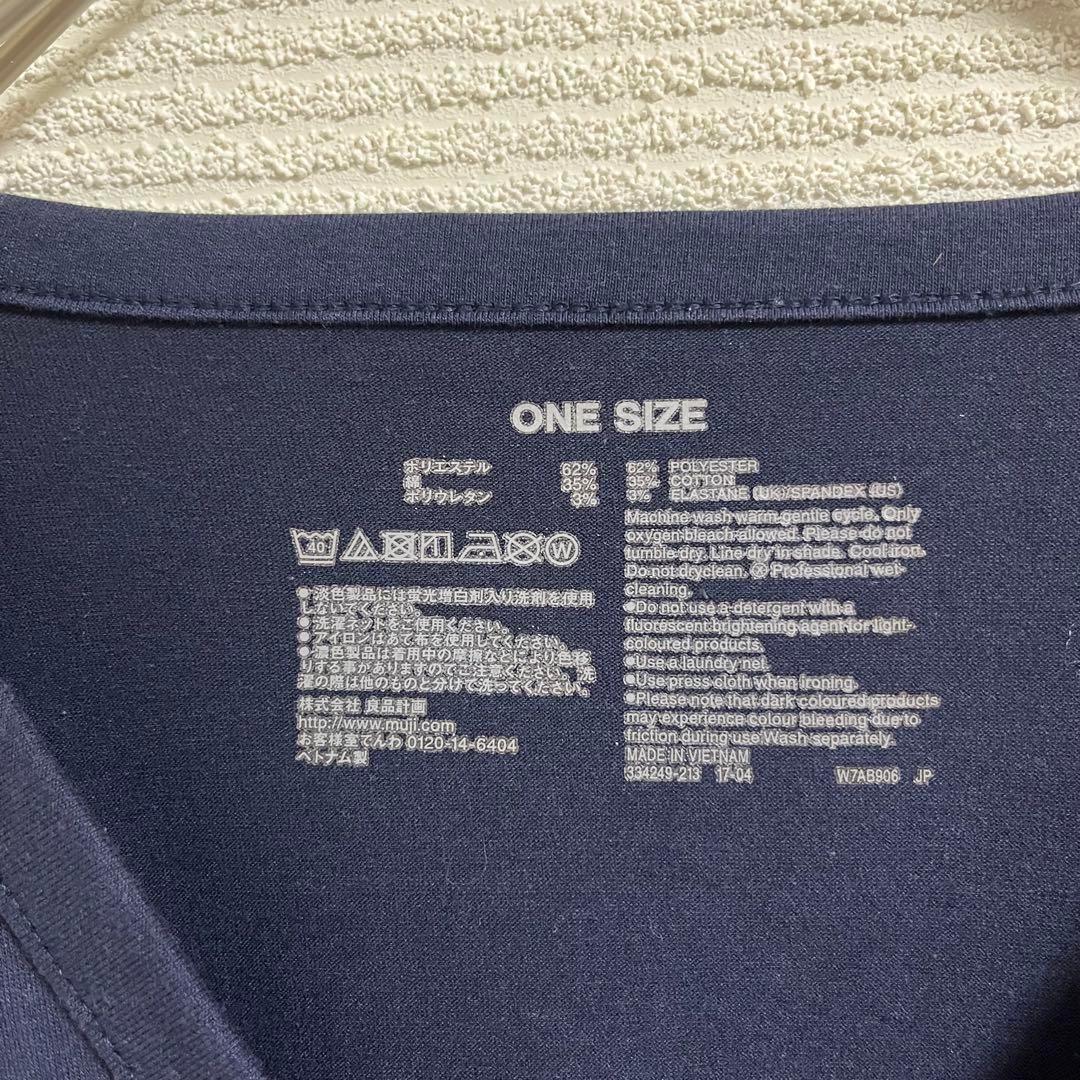 ONE SIZE
ポリエステル 62%
綿 35%
ポリウレタン 3%
40 W
●淡色製品には蛍光増白剤入り洗剤を使用
しないでください。
●洗濯ネットをご使用ください。
●アイロンはあて布を使用してください。
●濃色製品は着用中の摩擦などにより色移
りする事がありますのでご注意ください。洗
濯の際は他のものと分けて洗ってください。
株式会社 良品計画
http://www.muji.com
お客様室でんわ 0120-14-6404
ベトナム製
62% POLYESTER
35% COTTON
3% ELASTANE (UK)/SPANDEX (US)
Machine wash warm gentle cycle. Only
oxygen bleach allowed. Please do not
tumble dry. Line dry in shade. Cool iron.
Do not dryclean. Ⓦ Professional wet-
cleaning.
●Do not use a detergent with a
fluorescent brightening agent for light-
coloured products.
●Use a laundry net.
●Use press cloth when ironing.
●Please note that dark coloured products
may experience colour bleeding due to
friction during use Wash separately.
MADE IN VIETNAM
334249-213 17-04 W7AB906 JP